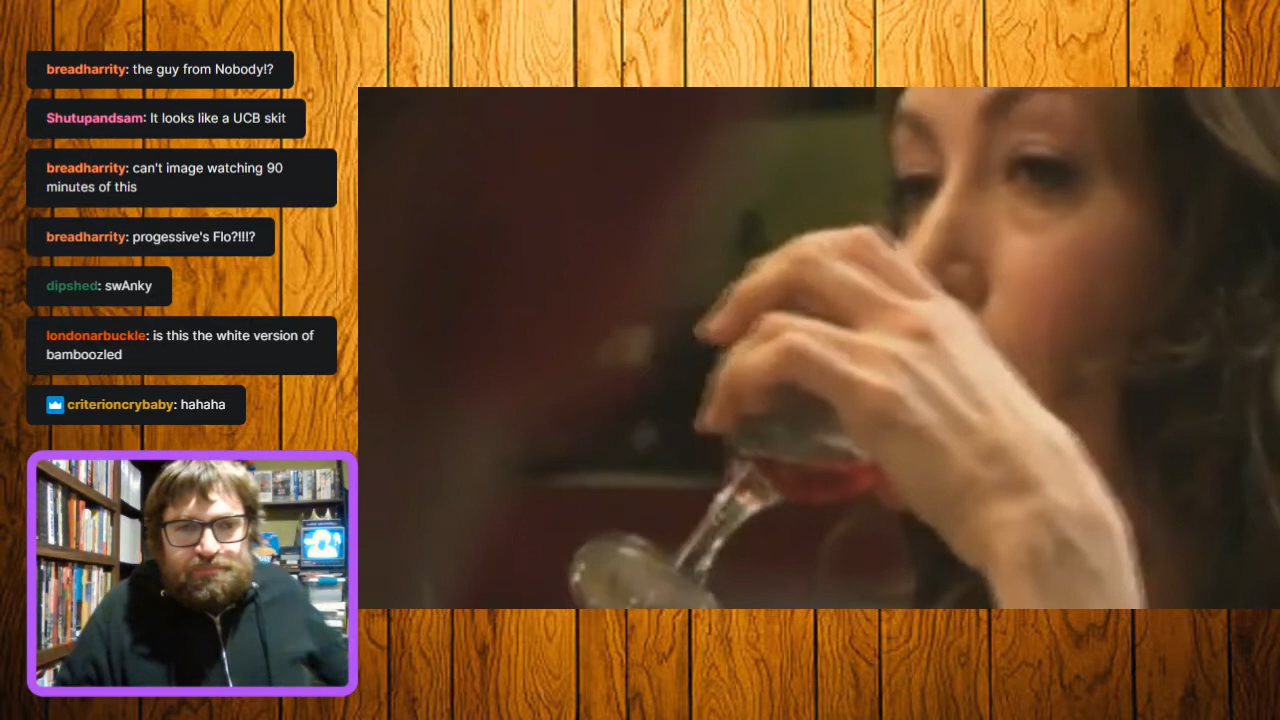 breadharrity: the guy from Nobody!?
Shutupandsam: It looks like a UCB skit
breadharrity: can't image watching 90
minutes of this
breadharrity: progessive's Flo?!!!?
dipshed: swAnky
londonarbuckle: is this the white version of
bamboozled
criterioncrybaby: hahaha